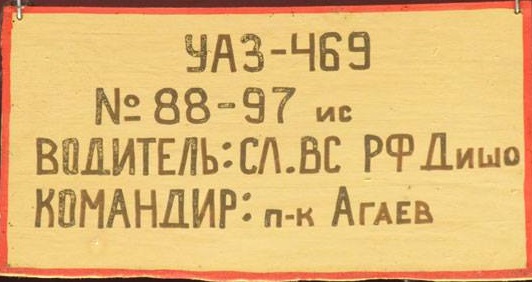 УАЗ-469
№ 88-97 ис
ВОДИТЕЛЬ: СЛ.ВС РФ Дишо
КОМАНДИР: п-к Агаев